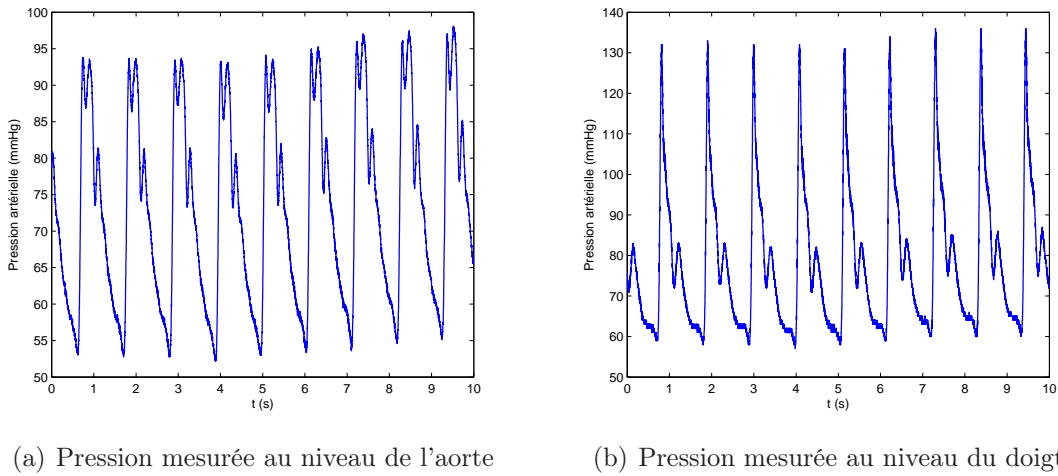 100
95
90
85
80
75
70
65
60
55
50
0 1 2 3 4 5 6 7 8 9 10
t (s)
Pression artérielle (mmHg)
(a) Pression mesurée au niveau de l'aorte
140
130
120
110
100
90
80
70
60
50
0 1 2 3 4 5 6 7 8 9 10
t (s)
Pression artérielle (mmHg)
(b) Pression mesurée au niveau du doigt